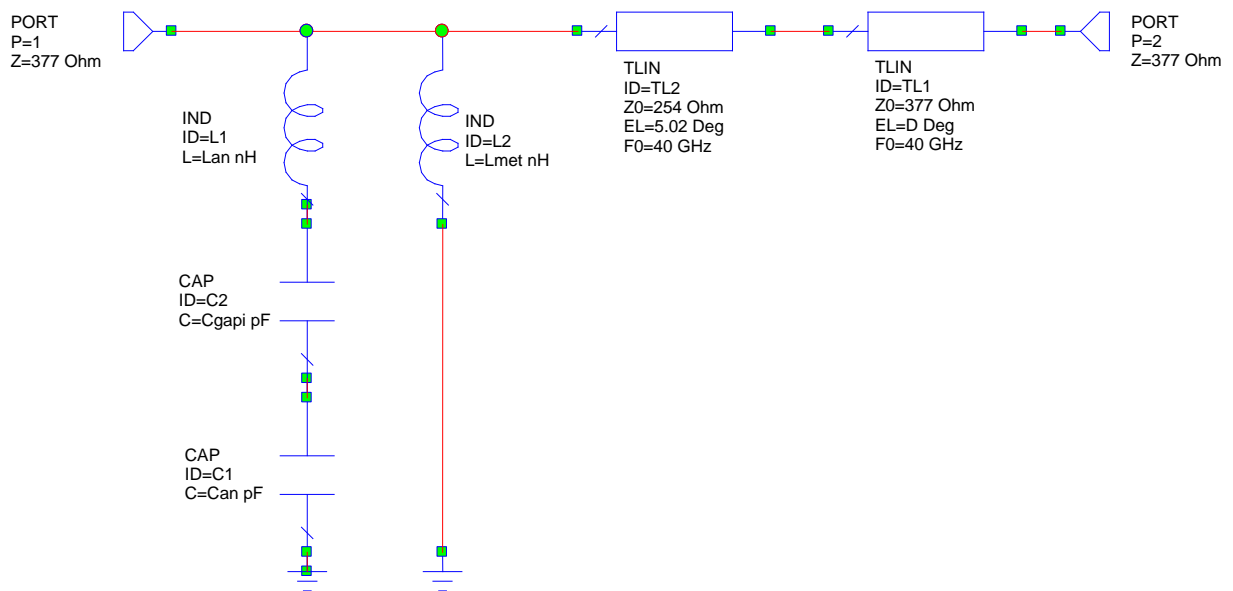 PORT
P=1
Z=377 Ohm
IND
ID=L1
L=Lan nH
IND
ID=L2
L=Lmet nH
TLIN
ID=TL2
Z0=254 Ohm
EL=5.02 Deg
F0=40 GHz
TLIN
ID=TL1
Z0=377 Ohm
EL=D Deg
F0=40 GHz
PORT
P=2
Z=377 Ohm
CAP
ID=C2
C=Cgapi pF
CAP
ID=C1
C=Can pF